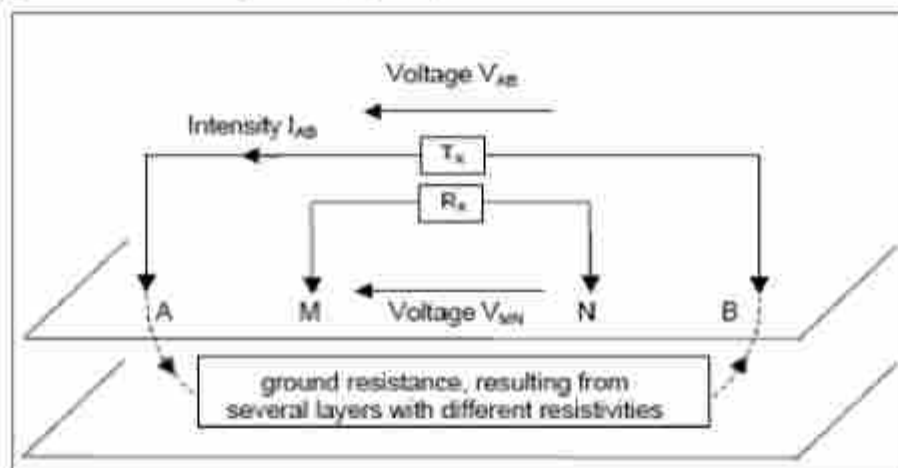 Voltage V_AB
Intensity I_AB
T_x
R_x
A M Voltage V_MN N B
ground resistance, resulting from
several layers with different resistivities